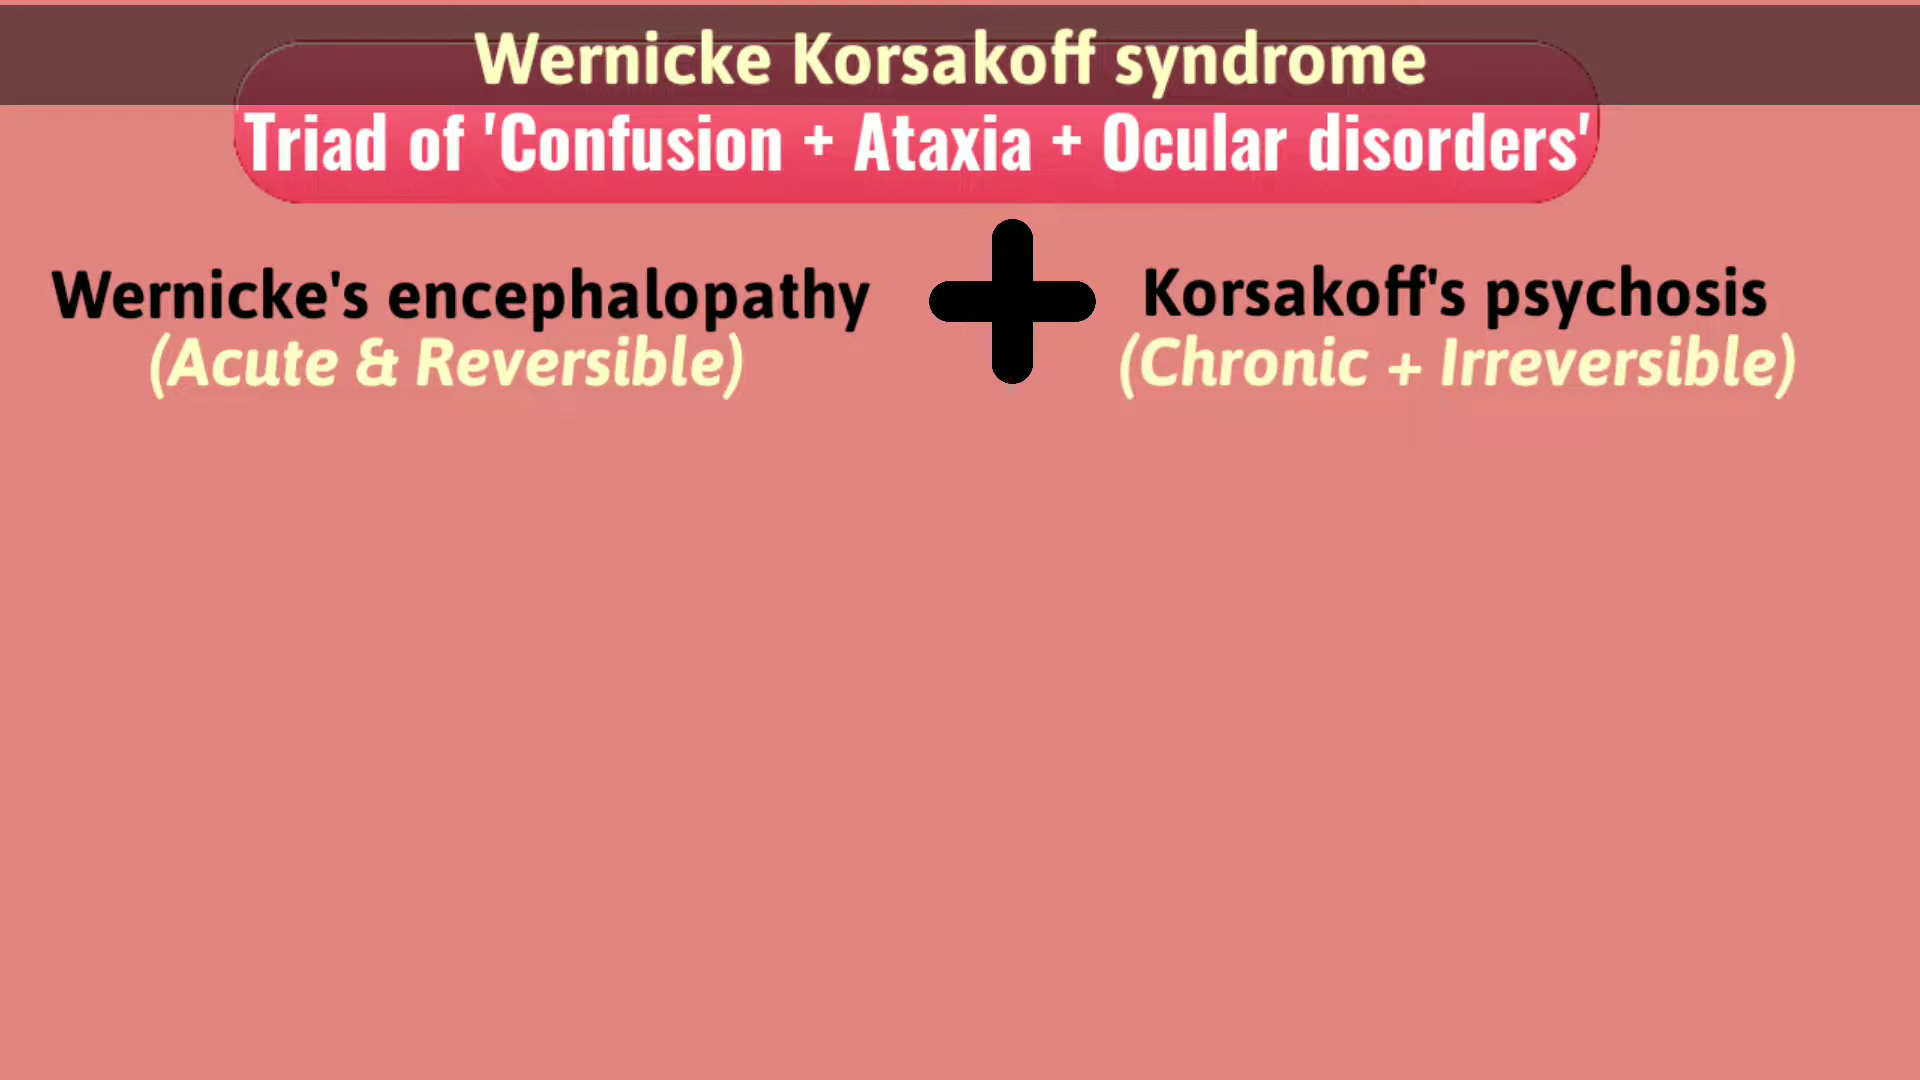 Wernicke Korsakoff syndrome
Triad of 'Confusion + Ataxia + Ocular disorders'
Wernicke's encephalopathy
(Acute & Reversible)
Korsakoff's psychosis
(Chronic + Irreversible)